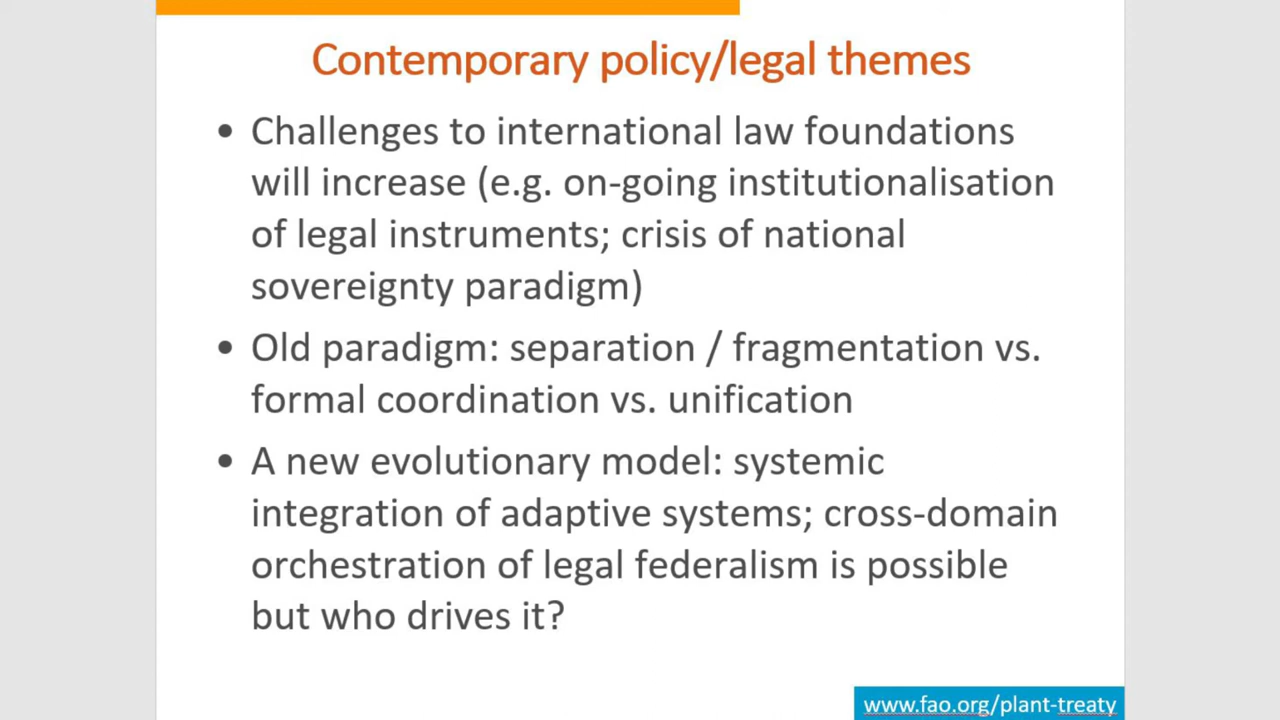 Contemporary policy/legal themes
• Challenges to international law foundations
will increase (e.g. on-going institutionalisation
of legal instruments; crisis of national
sovereignty paradigm)
• Old paradigm: separation / fragmentation vs.
formal coordination vs. unification
• A new evolutionary model: systemic
integration of adaptive systems; cross-domain
orchestration of legal federalism is possible
but who drives it?
www.fao.org/plant-treaty